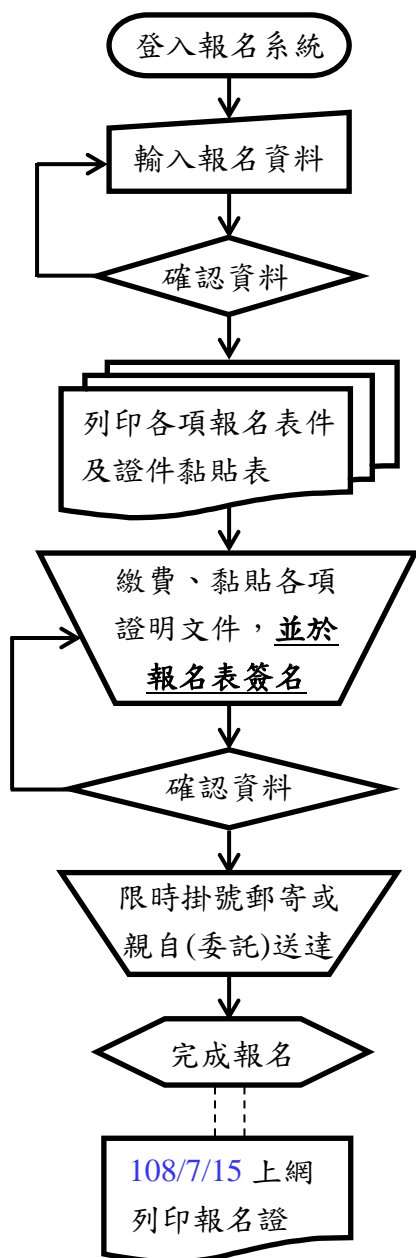 登入報名系統
輸入報名資料
確認資料
列印各項報名表件
及證件黏貼表
繳費、黏貼各項
證明文件，並於
報名表簽名
確認資料
限時掛號郵寄或
親自(委託)送達
完成報名
108/7/15 上網
列印報名證